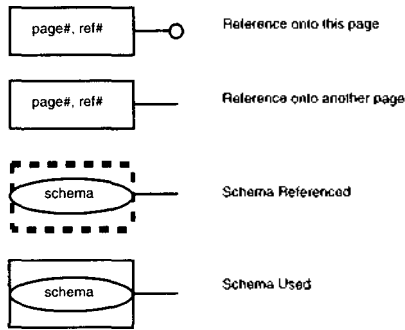 page#, ref#
Reference onto this page
page#, ref#
Reference onto another page
schema
Schema Referenced
schema
Schema Used